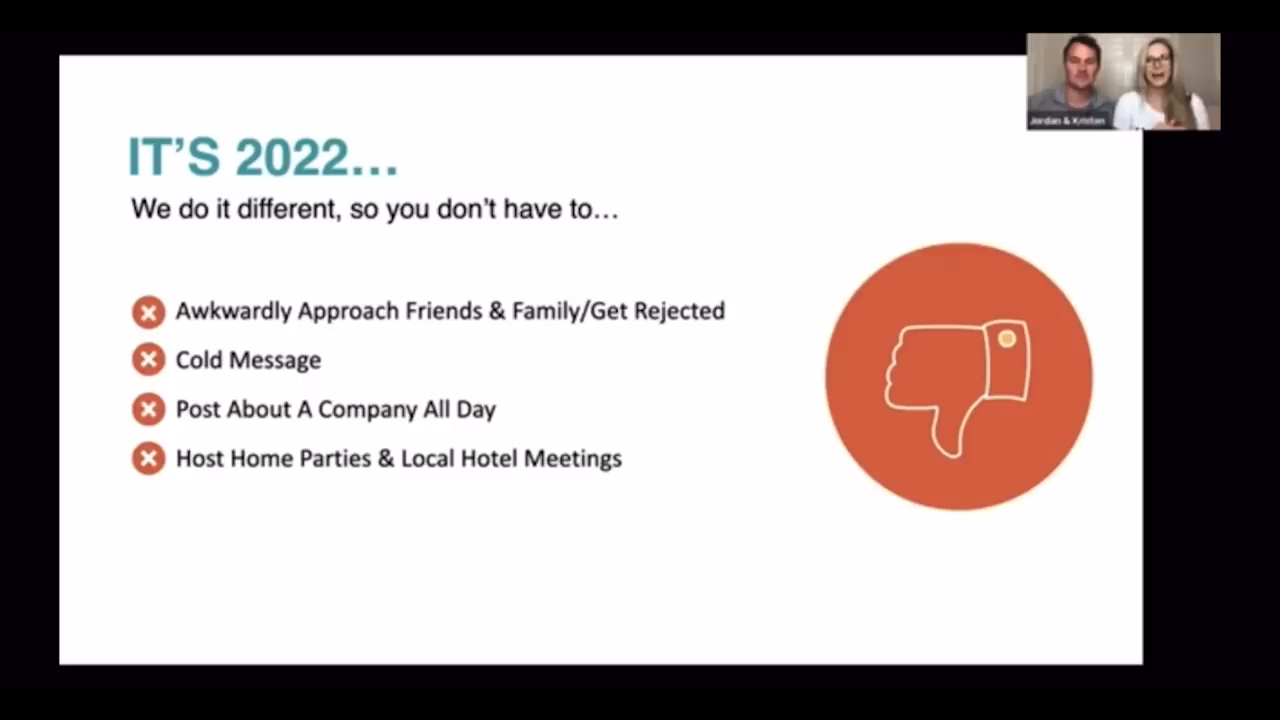 Jordan & Kristen
IT'S 2022...
We do it different, so you don't have to...
Awkwardly Approach Friends & Family/Get Rejected
Cold Message
Post About A Company All Day
Host Home Parties & Local Hotel Meetings